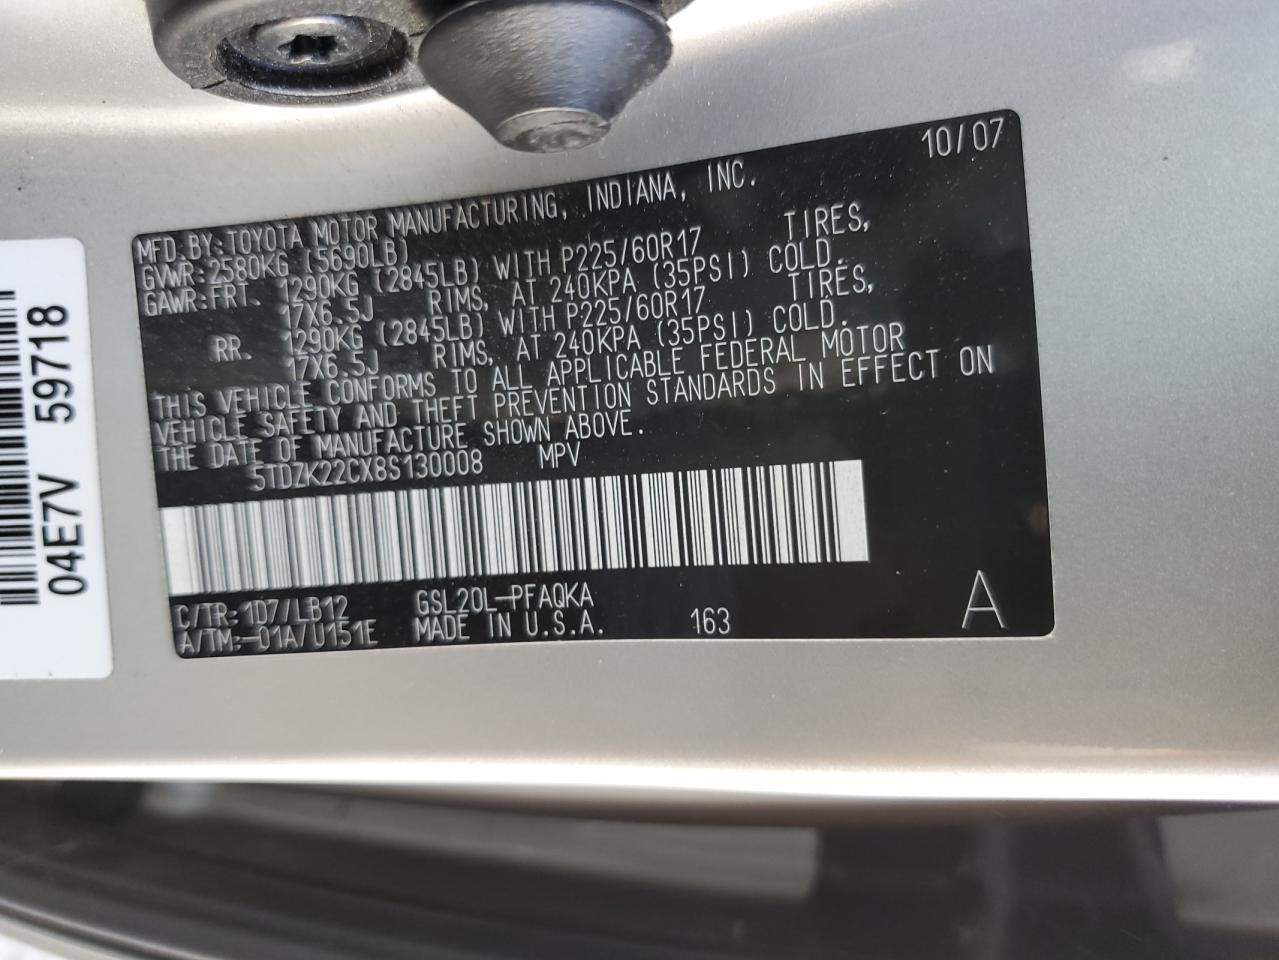 10/07
MFD.BY:TOYOTA MOTOR MANUFACTURING, INDIANA, INC.
GVWR:2580KG (5690LB)
GAWR:FRT. 1290KG (2845LB) WITH P225/60R17 TIRES,
17X6.5J RIMS, AT 240KPA (35PSI) COLD.
RR. 1290KG (2845LB) WITH P225/60R17 TIRES,
17X6.5J RIMS, AT 240KPA (35PSI) COLD.
THIS VEHICLE CONFORMS TO ALL APPLICABLE FEDERAL MOTOR
VEHICLE SAFETY AND THEFT PREVENTION STANDARDS IN EFFECT ON
THE DATE OF MANUFACTURE SHOWN ABOVE.
5TDZK22CX8S130008 MPV
C/TR:1D7/LB12 GSL20L-PFAQKA
A/TM:-01A/U151E MADE IN U.S.A. 163 A
04E7V 59718